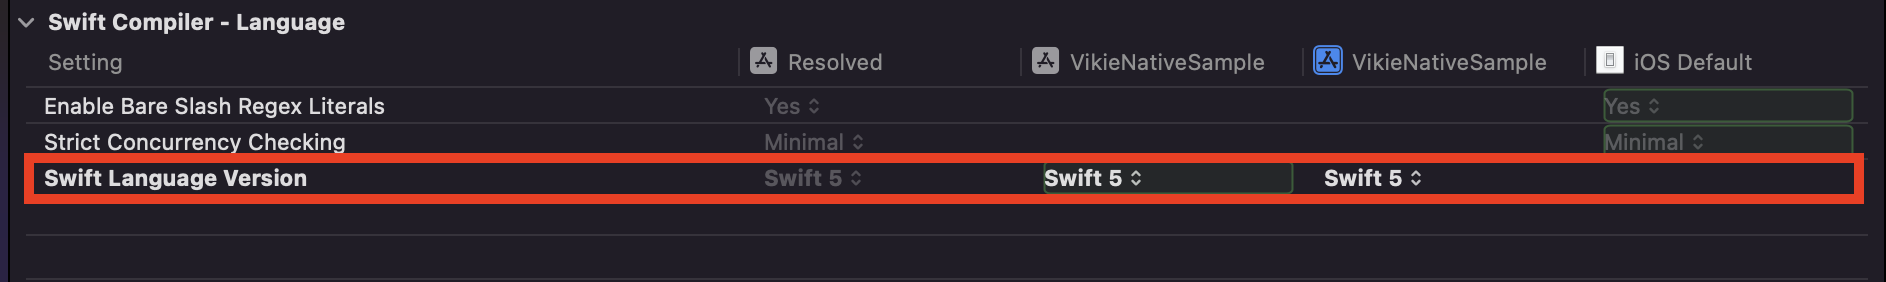 Swift Compiler - Language
Setting Resolved VikieNativeSample VikieNativeSample iOS Default
Enable Bare Slash Regex Literals Yes Yes
Strict Concurrency Checking Minimal Minimal
Swift Language Version Swift 5 Swift 5 Swift 5